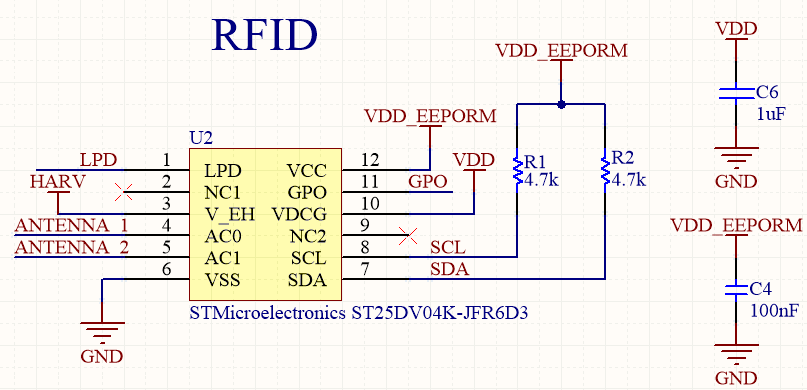 RFID
VDD_EEPORM
VDD
C6
1uF
GND
U2
VDD_EEPORM
LPD 1 LPD VCC 12
2 NC1 GPO 11 GPO
HARV 3 V_EH VDCG 10 VDD
ANTENNA 1 4 AC0 NC2 9
ANTENNA 2 5 AC1 SCL 8 SCL
6 VSS SDA 7 SDA
R1
4.7k
R2
4.7k
STMicroelectronics ST25DV04K-JFR6D3
GND
VDD_EEPORM
C4
100nF
GND